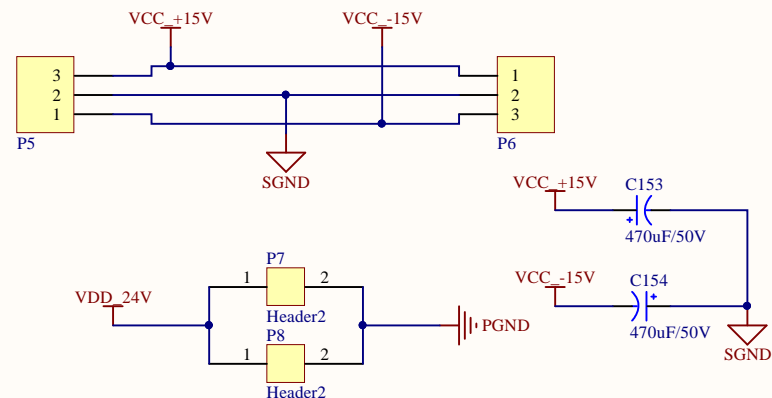 VCC_+15V
VCC_-15V
3
2
1
1
2
3
P5
P6
SGND
VCC_+15V
C153
470uF/50V
VCC_-15V
C154
470uF/50V
SGND
VDD_24V
P7
1
2
Header2
P8
1
2
Header2
PGND
+
+